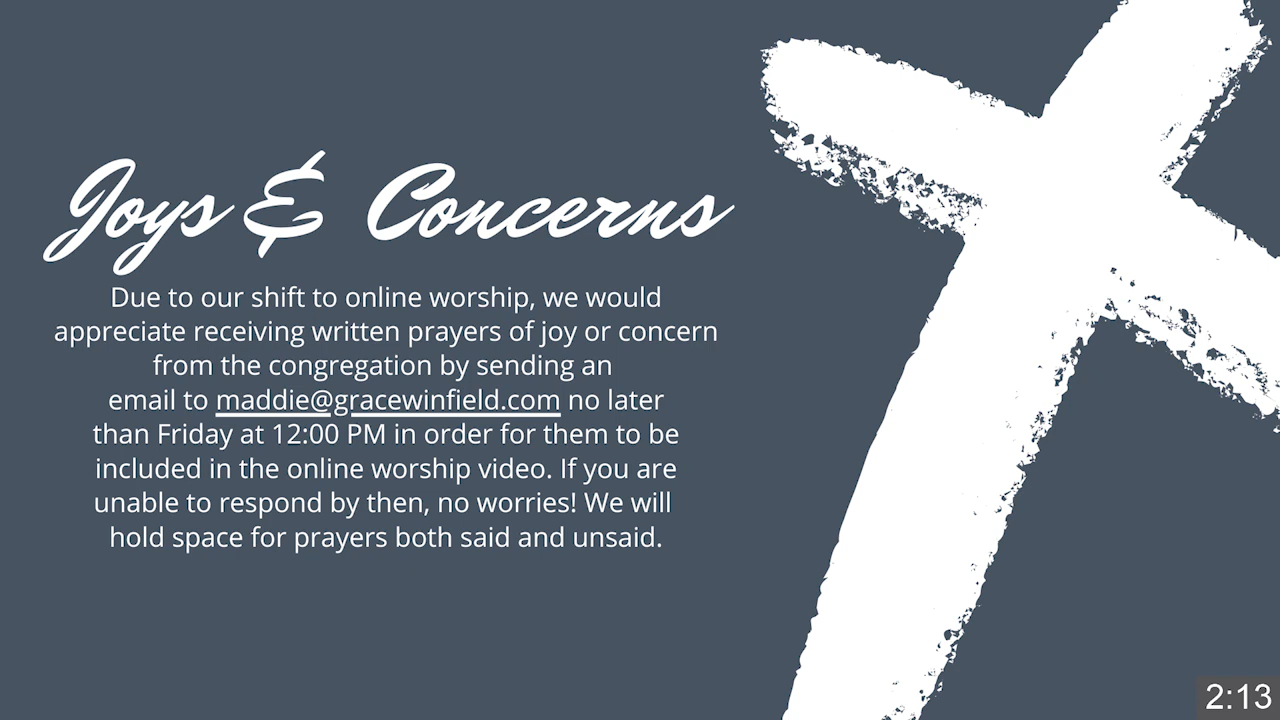 Joys & Concerns
Due to our shift to online worship, we would
appreciate receiving written prayers of joy or concern
from the congregation by sending an
email to maddie@gracewinfield.com no later
than Friday at 12:00 PM in order for them to be
included in the online worship video. If you are
unable to respond by then, no worries! We will
hold space for prayers both said and unsaid.
2:13